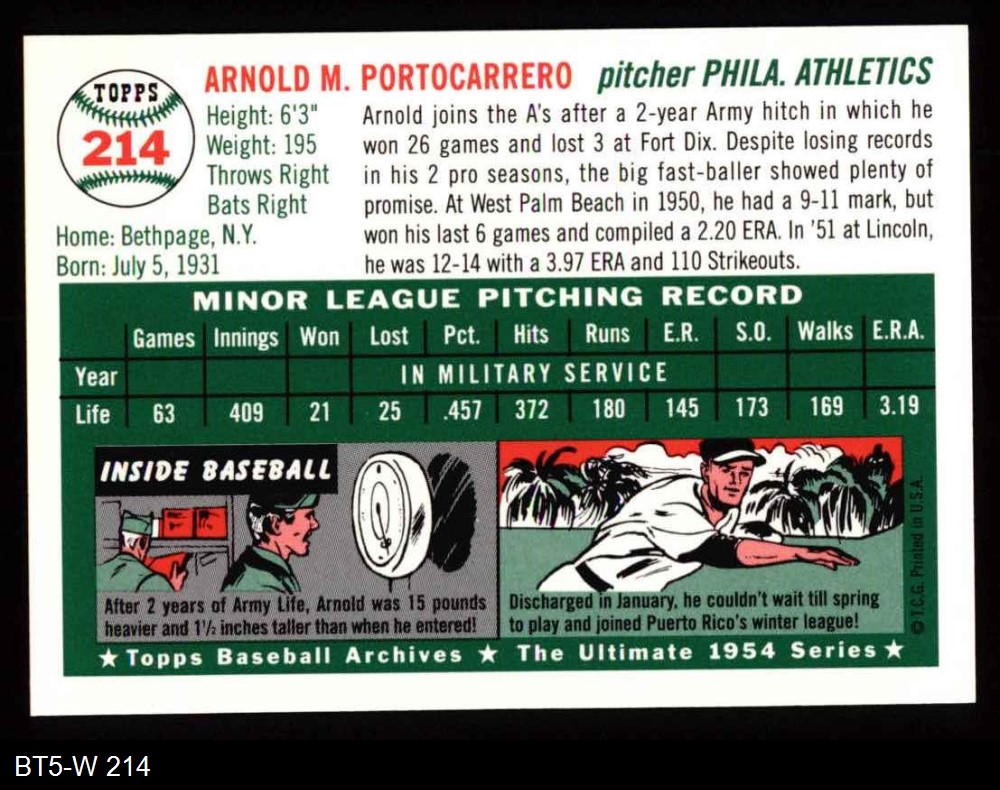 TOPPS
214
ARNOLD M. PORTOCARRERO pitcher PHILA. ATHLETICS
Height: 6'3"
Weight: 195
Throws Right
Bats Right
Home: Bethpage, N.Y.
Born: July 5, 1931
Arnold joins the A's after a 2-year Army hitch in which he
won 26 games and lost 3 at Fort Dix. Despite losing records
in his 2 pro seasons, the big fast-baller showed plenty of
promise. At West Palm Beach in 1950, he had a 9-11 mark, but
won his last 6 games and compiled a 2.20 ERA. In '51 at Lincoln,
he was 12-14 with a 3.97 ERA and 110 Strikeouts.
MINOR LEAGUE PITCHING RECORD
Games Innings Won Lost Pct. Hits Runs E.R. S.O. Walks E.R.A.
Year IN MILITARY SERVICE
Life 63 409 21 25 .457 372 180 145 173 169 3.19
INSIDE BASEBALL
After 2 years of Army Life, Arnold was 15 pounds
heavier and 1½ inches taller than when he entered!
Discharged in January, he couldn't wait till spring
to play and joined Puerto Rico's winter league!
© T.C.G. Printed in U.S.A.
★ Topps Baseball Archives ★ The Ultimate 1954 Series ★
BT5-W 214